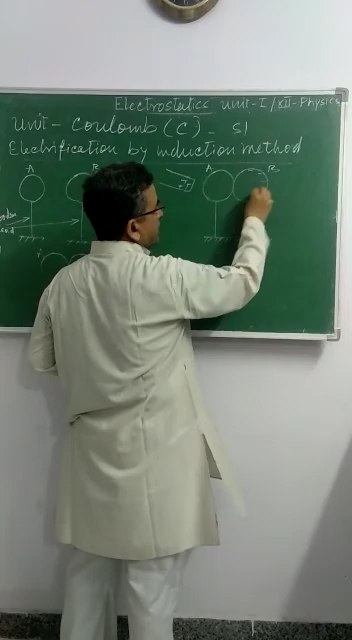 Electrostatics Unit-I/XII-Physics
Unit- Coulomb (C) - SI
Electrification by induction method
A B A B